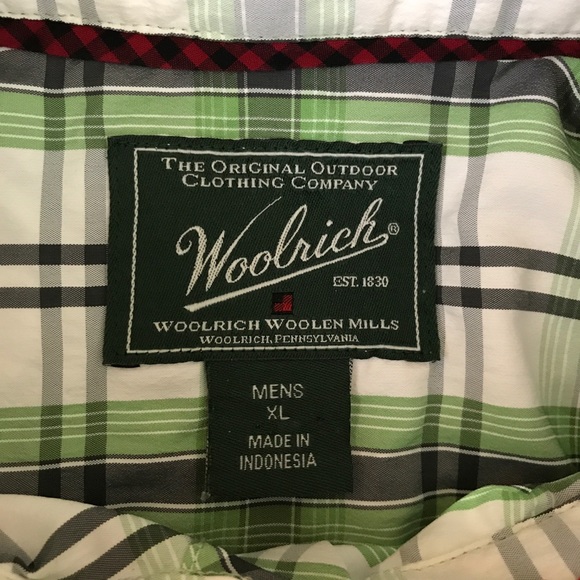 The Original Outdoor
Clothing Company
Woolrich®
Est. 1830
Woolrich Woolen Mills
Woolrich, Pennsylvania
MENS
XL
MADE IN
INDONESIA